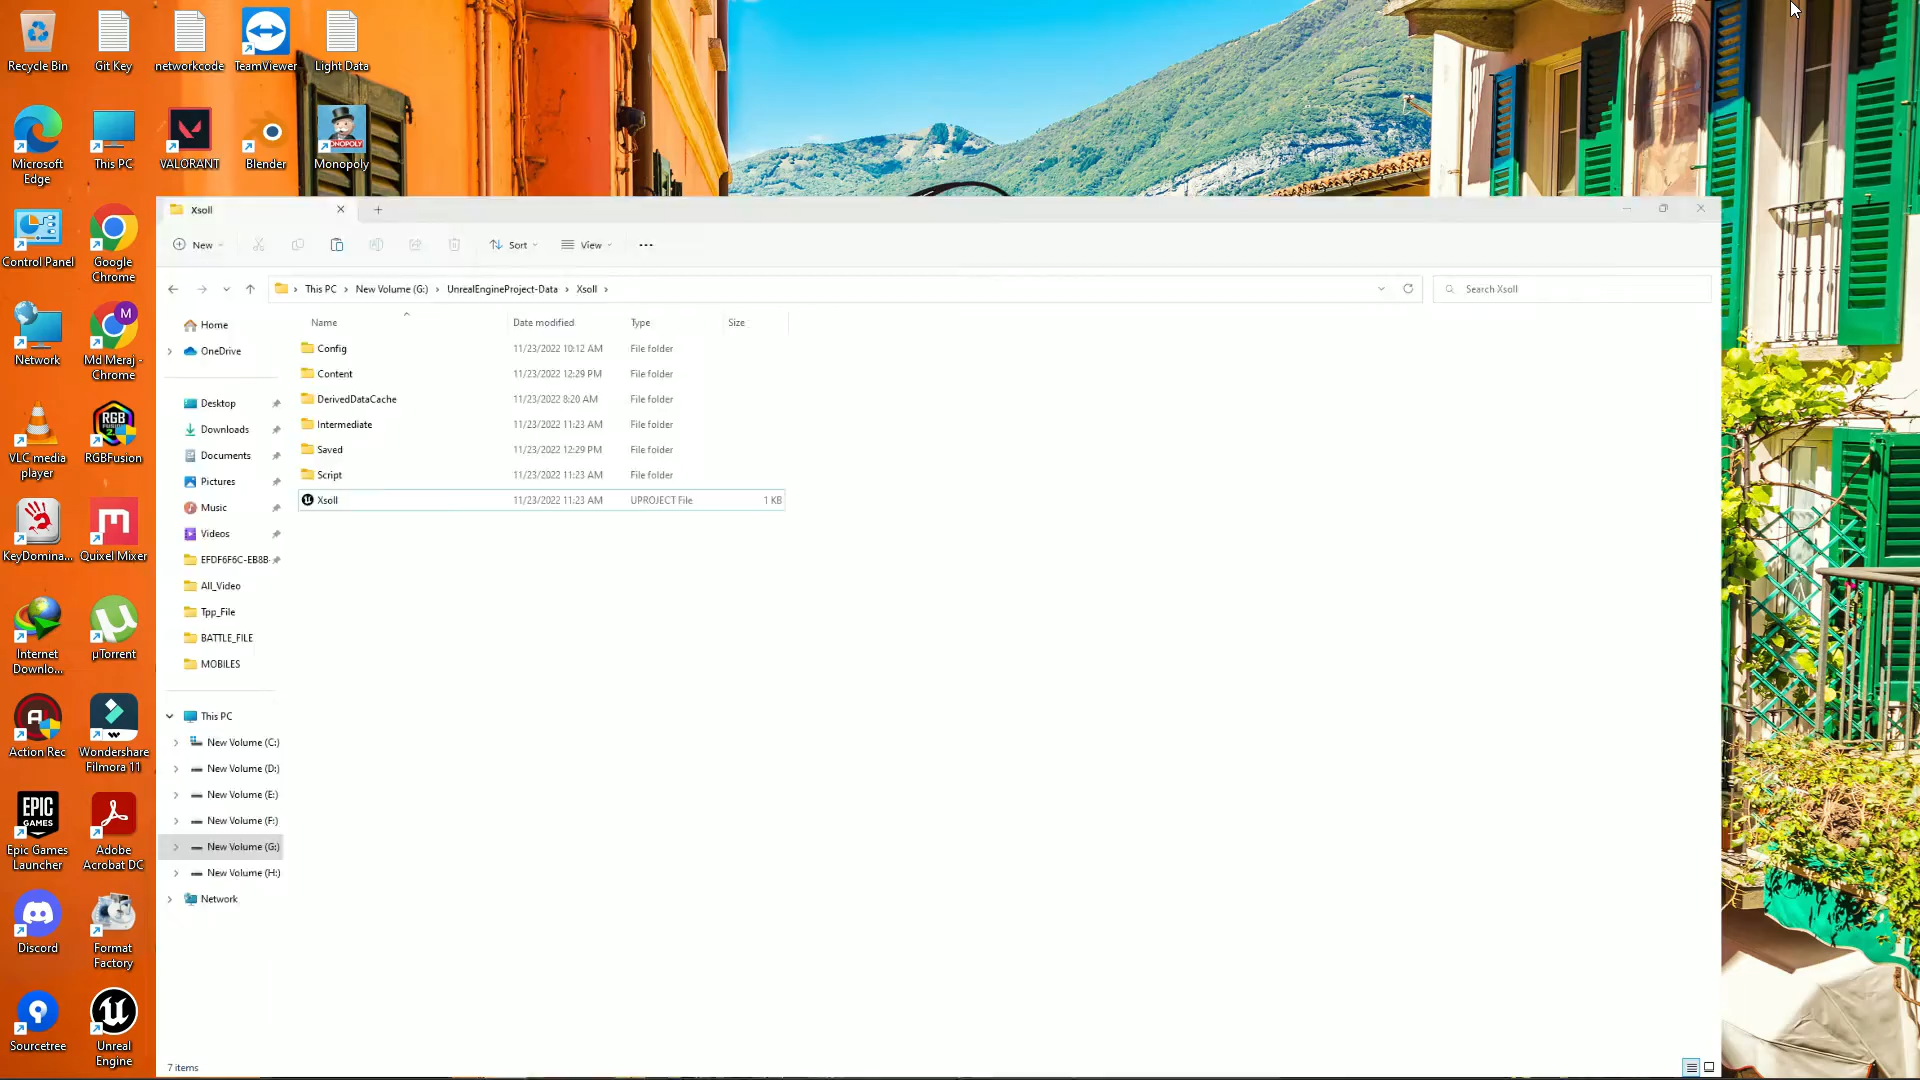 Recycle Bin
Git Key
networkcode
TeamViewer
Light Data
Microsoft
Edge
This PC
VALORANT
Blender
MONOPOLY
Monopoly
Control Panel
Google
Chrome
Network
M
Md Meraj -
Chrome
VLC media
player
RGB
RGBFusion
KeyDomina...
Quixel Mixer
Internet
Downlo...
µTorrent
Action Rec
Wondershare
Filmora 11
EPIC
GAMES
Epic Games
Launcher
Adobe
Acrobat DC
Discord
Format
Factory
Sourcetree
Unreal
Engine
Xsoll
New
Sort
View
This PC > New Volume (G:) > UnrealEngineProject-Data > Xsoll >
Search Xsoll
Home
OneDrive
Desktop
Downloads
Documents
Pictures
Music
Videos
EFDF6F6C-EB8B-
All_Video
Tpp_File
BATTLE_FILE
MOBILES
This PC
New Volume (C:)
New Volume (D:)
New Volume (E:)
New Volume (F:)
New Volume (G:)
New Volume (H:)
Network
Name Date modified Type Size
Config 11/23/2022 10:12 AM File folder
Content 11/23/2022 12:29 PM File folder
DerivedDataCache 11/23/2022 8:20 AM File folder
Intermediate 11/23/2022 11:23 AM File folder
Saved 11/23/2022 12:29 PM File folder
Script 11/23/2022 11:23 AM File folder
Xsoll 11/23/2022 11:23 AM UPROJECT File 1 KB
7 items